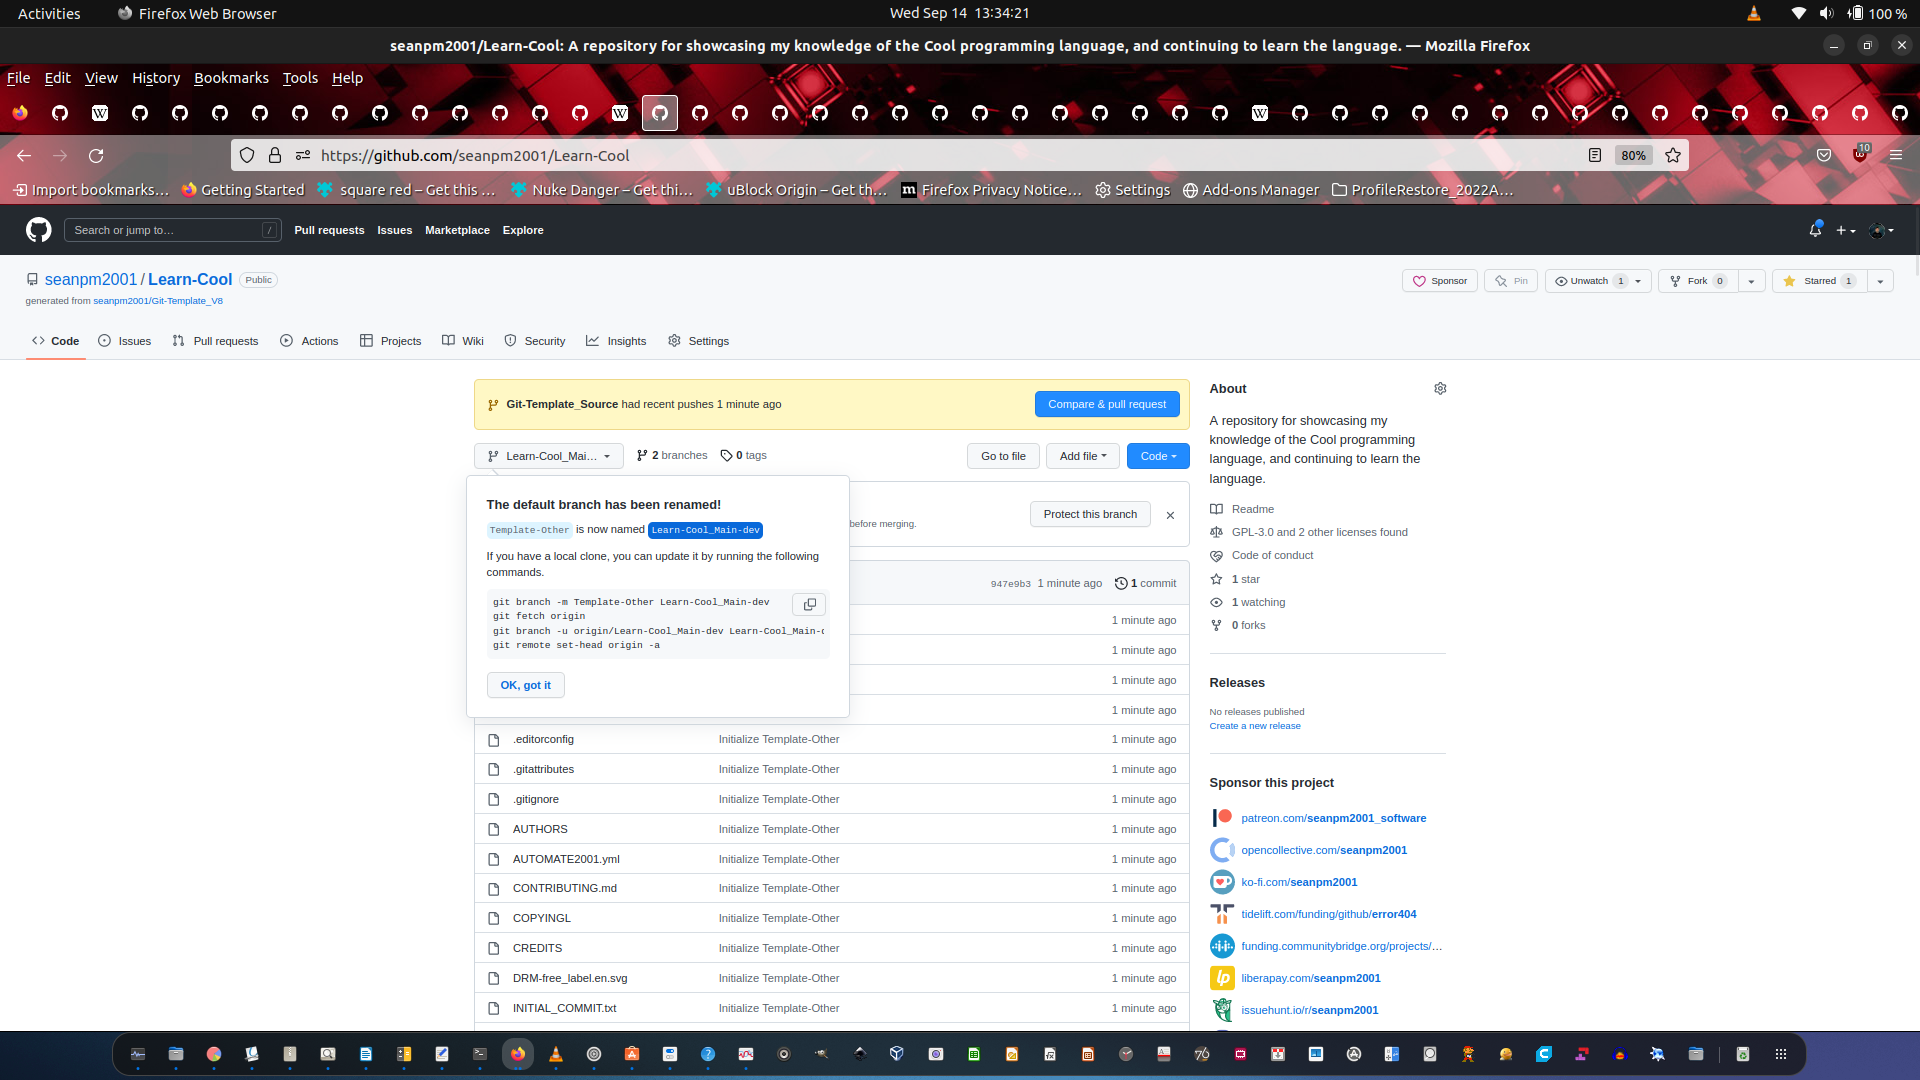 Activities
Firefox Web Browser
Wed Sep 14 13:34:21
100 %
seanpm2001/Learn-Cool: A repository for showcasing my knowledge of the Cool programming language, and continuing to learn the language. — Mozilla Firefox
File Edit View History Bookmarks Tools Help
https://github.com/seanpm2001/Learn-Cool
80%
10
Import bookmarks…
Getting Started
square red – Get this …
Nuke Danger – Get thi…
uBlock Origin – Get th…
Firefox Privacy Notice…
Settings
Add-ons Manager
ProfileRestore_2022A…
Search or jump to…
/
Pull requests
Issues
Marketplace
Explore
seanpm2001 / Learn-Cool
Public
generated from seanpm2001/Git-Template_V8
Sponsor
Pin
Unwatch 1
Fork 0
Starred 1
Code
Issues
Pull requests
Actions
Projects
Wiki
Security
Insights
Settings
Git-Template_Source had recent pushes 1 minute ago
Compare & pull request
Learn-Cool_Mai…
2 branches
0 tags
Go to file
Add file
Code
The default branch has been renamed!
Template-Other is now named Learn-Cool_Main-dev
If you have a local clone, you can update it by running the following
commands.
git branch -m Template-Other Learn-Cool_Main-dev
git fetch origin
git branch -u origin/Learn-Cool_Main-dev Learn-Cool_Main-d
git remote set-head origin -a
OK, got it
before merging.
Protect this branch
947e9b3 1 minute ago
1 commit
1 minute ago
1 minute ago
1 minute ago
1 minute ago
.editorconfig Initialize Template-Other 1 minute ago
.gitattributes Initialize Template-Other 1 minute ago
.gitignore Initialize Template-Other 1 minute ago
AUTHORS Initialize Template-Other 1 minute ago
AUTOMATE2001.yml Initialize Template-Other 1 minute ago
CONTRIBUTING.md Initialize Template-Other 1 minute ago
COPYINGL Initialize Template-Other 1 minute ago
CREDITS Initialize Template-Other 1 minute ago
DRM-free_label.en.svg Initialize Template-Other 1 minute ago
INITIAL_COMMIT.txt Initialize Template-Other 1 minute ago
About
A repository for showcasing my
knowledge of the Cool programming
language, and continuing to learn the
language.
Readme
GPL-3.0 and 2 other licenses found
Code of conduct
1 star
1 watching
0 forks
Releases
No releases published
Create a new release
Sponsor this project
patreon.com/seanpm2001_software
opencollective.com/seanpm2001
ko-fi.com/seanpm2001
tidelift.com/funding/github/error404
funding.communitybridge.org/projects/…
liberapay.com/seanpm2001
issuehunt.io/r/seanpm2001